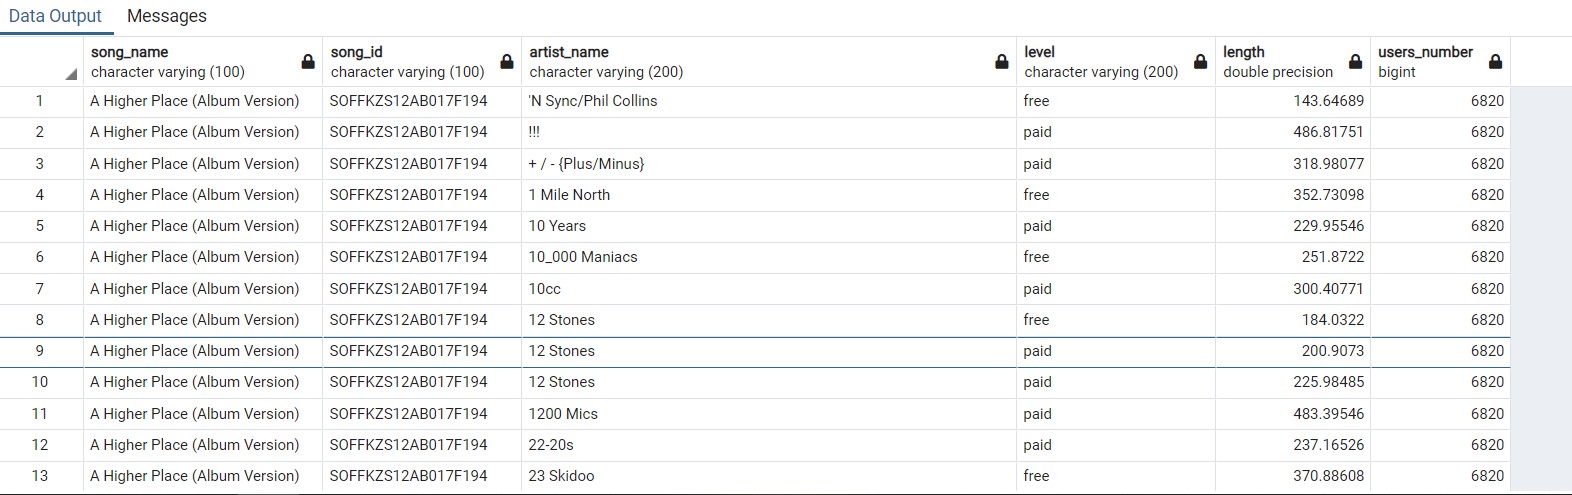 Data Output Messages
song_name song_id artist_name level length users_number
character varying (100) character varying (100) character varying (200) character varying (200) double precision bigint
1 A Higher Place (Album Version) SOFFKZS12AB017F194 'N Sync/Phil Collins free 143.64689 6820
2 A Higher Place (Album Version) SOFFKZS12AB017F194 !!! paid 486.81751 6820
3 A Higher Place (Album Version) SOFFKZS12AB017F194 + / - {Plus/Minus} paid 318.98077 6820
4 A Higher Place (Album Version) SOFFKZS12AB017F194 1 Mile North free 352.73098 6820
5 A Higher Place (Album Version) SOFFKZS12AB017F194 10 Years paid 229.95546 6820
6 A Higher Place (Album Version) SOFFKZS12AB017F194 10_000 Maniacs free 251.8722 6820
7 A Higher Place (Album Version) SOFFKZS12AB017F194 10cc paid 300.40771 6820
8 A Higher Place (Album Version) SOFFKZS12AB017F194 12 Stones free 184.0322 6820
9 A Higher Place (Album Version) SOFFKZS12AB017F194 12 Stones paid 200.9073 6820
10 A Higher Place (Album Version) SOFFKZS12AB017F194 12 Stones paid 225.98485 6820
11 A Higher Place (Album Version) SOFFKZS12AB017F194 1200 Mics paid 483.39546 6820
12 A Higher Place (Album Version) SOFFKZS12AB017F194 22-20s paid 237.16526 6820
13 A Higher Place (Album Version) SOFFKZS12AB017F194 23 Skidoo free 370.88608 6820